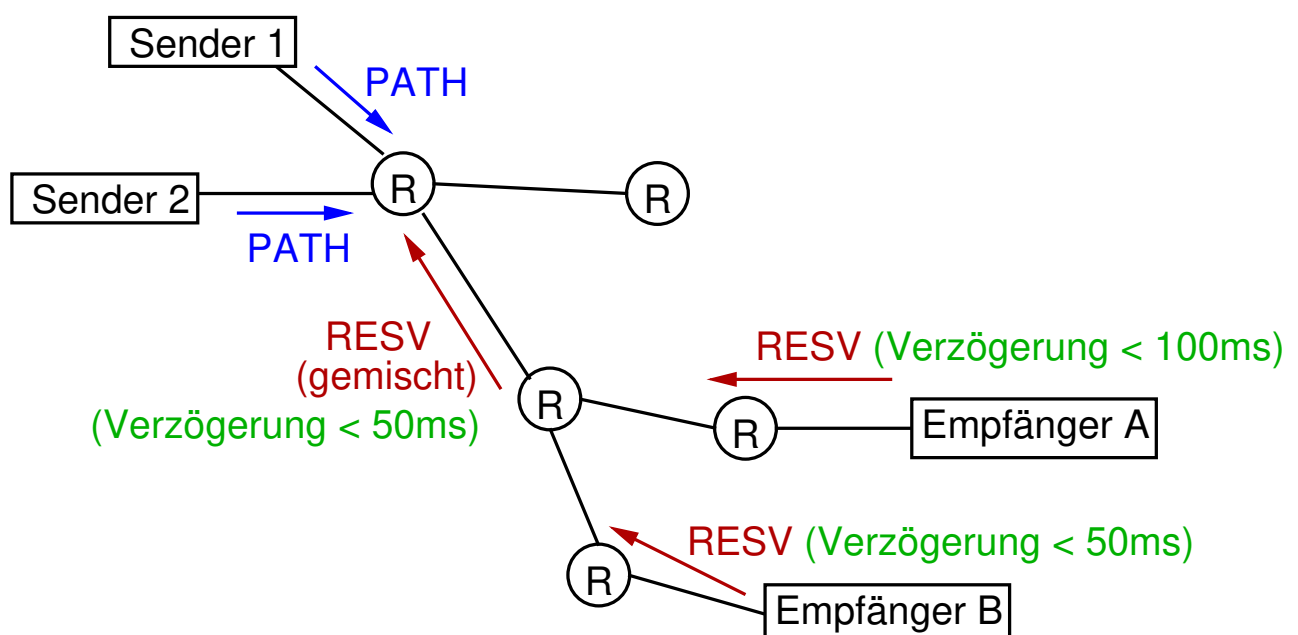 Sender 1
PATH
Sender 2
R
R
PATH
RESV
(gemischt)
(Verzögerung < 50ms)
RESV (Verzögerung < 100ms)
R
R
Empfänger A
RESV (Verzögerung < 50ms)
R
Empfänger B